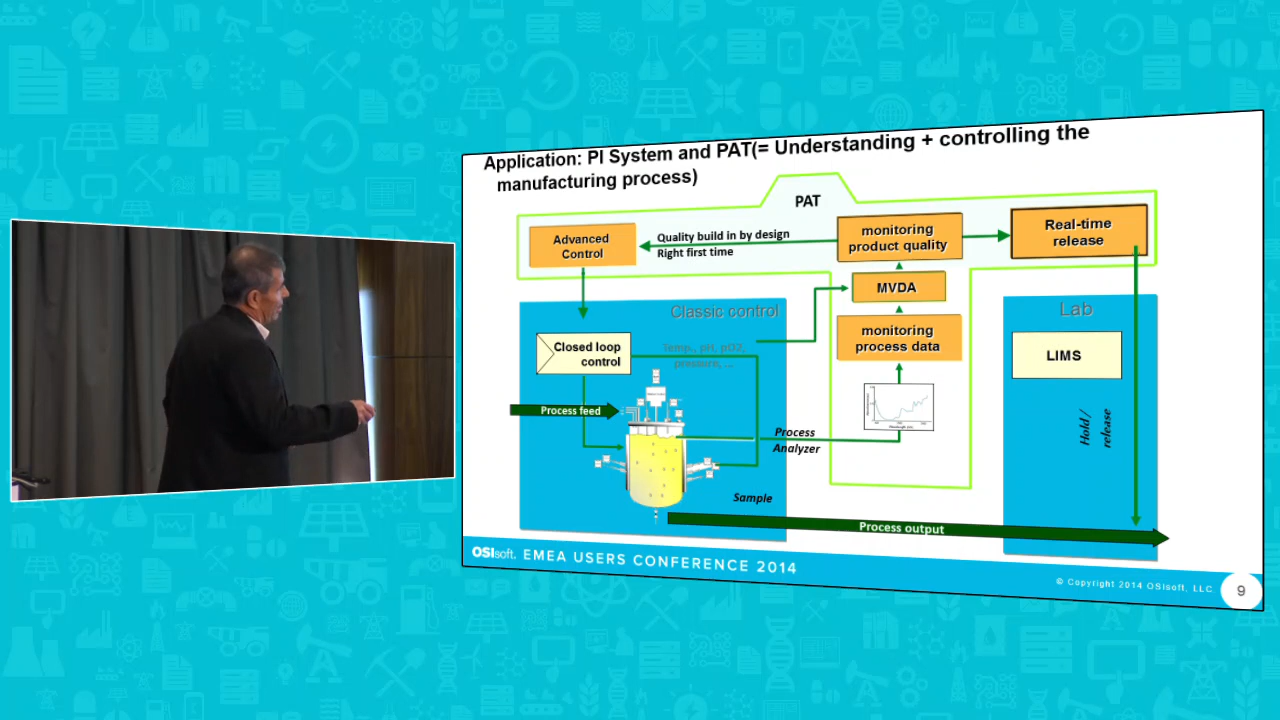 Application: PI System and PAT(= Understanding + controlling the
manufacturing process)
PAT
Advanced
Control
Quality build in by design
Right first time
monitoring
product quality
Real-time
release
MVDA
Classic control
Lab
Closed loop
control
Temp., pH, pO2,
pressure, ...
monitoring
process data
LIMS
Process feed
Process
Analyzer
Hold/
release
Sample
Process output
OSIsoft. EMEA USERS CONFERENCE 2014
© Copyright 2014 OSIsoft, LLC.
9